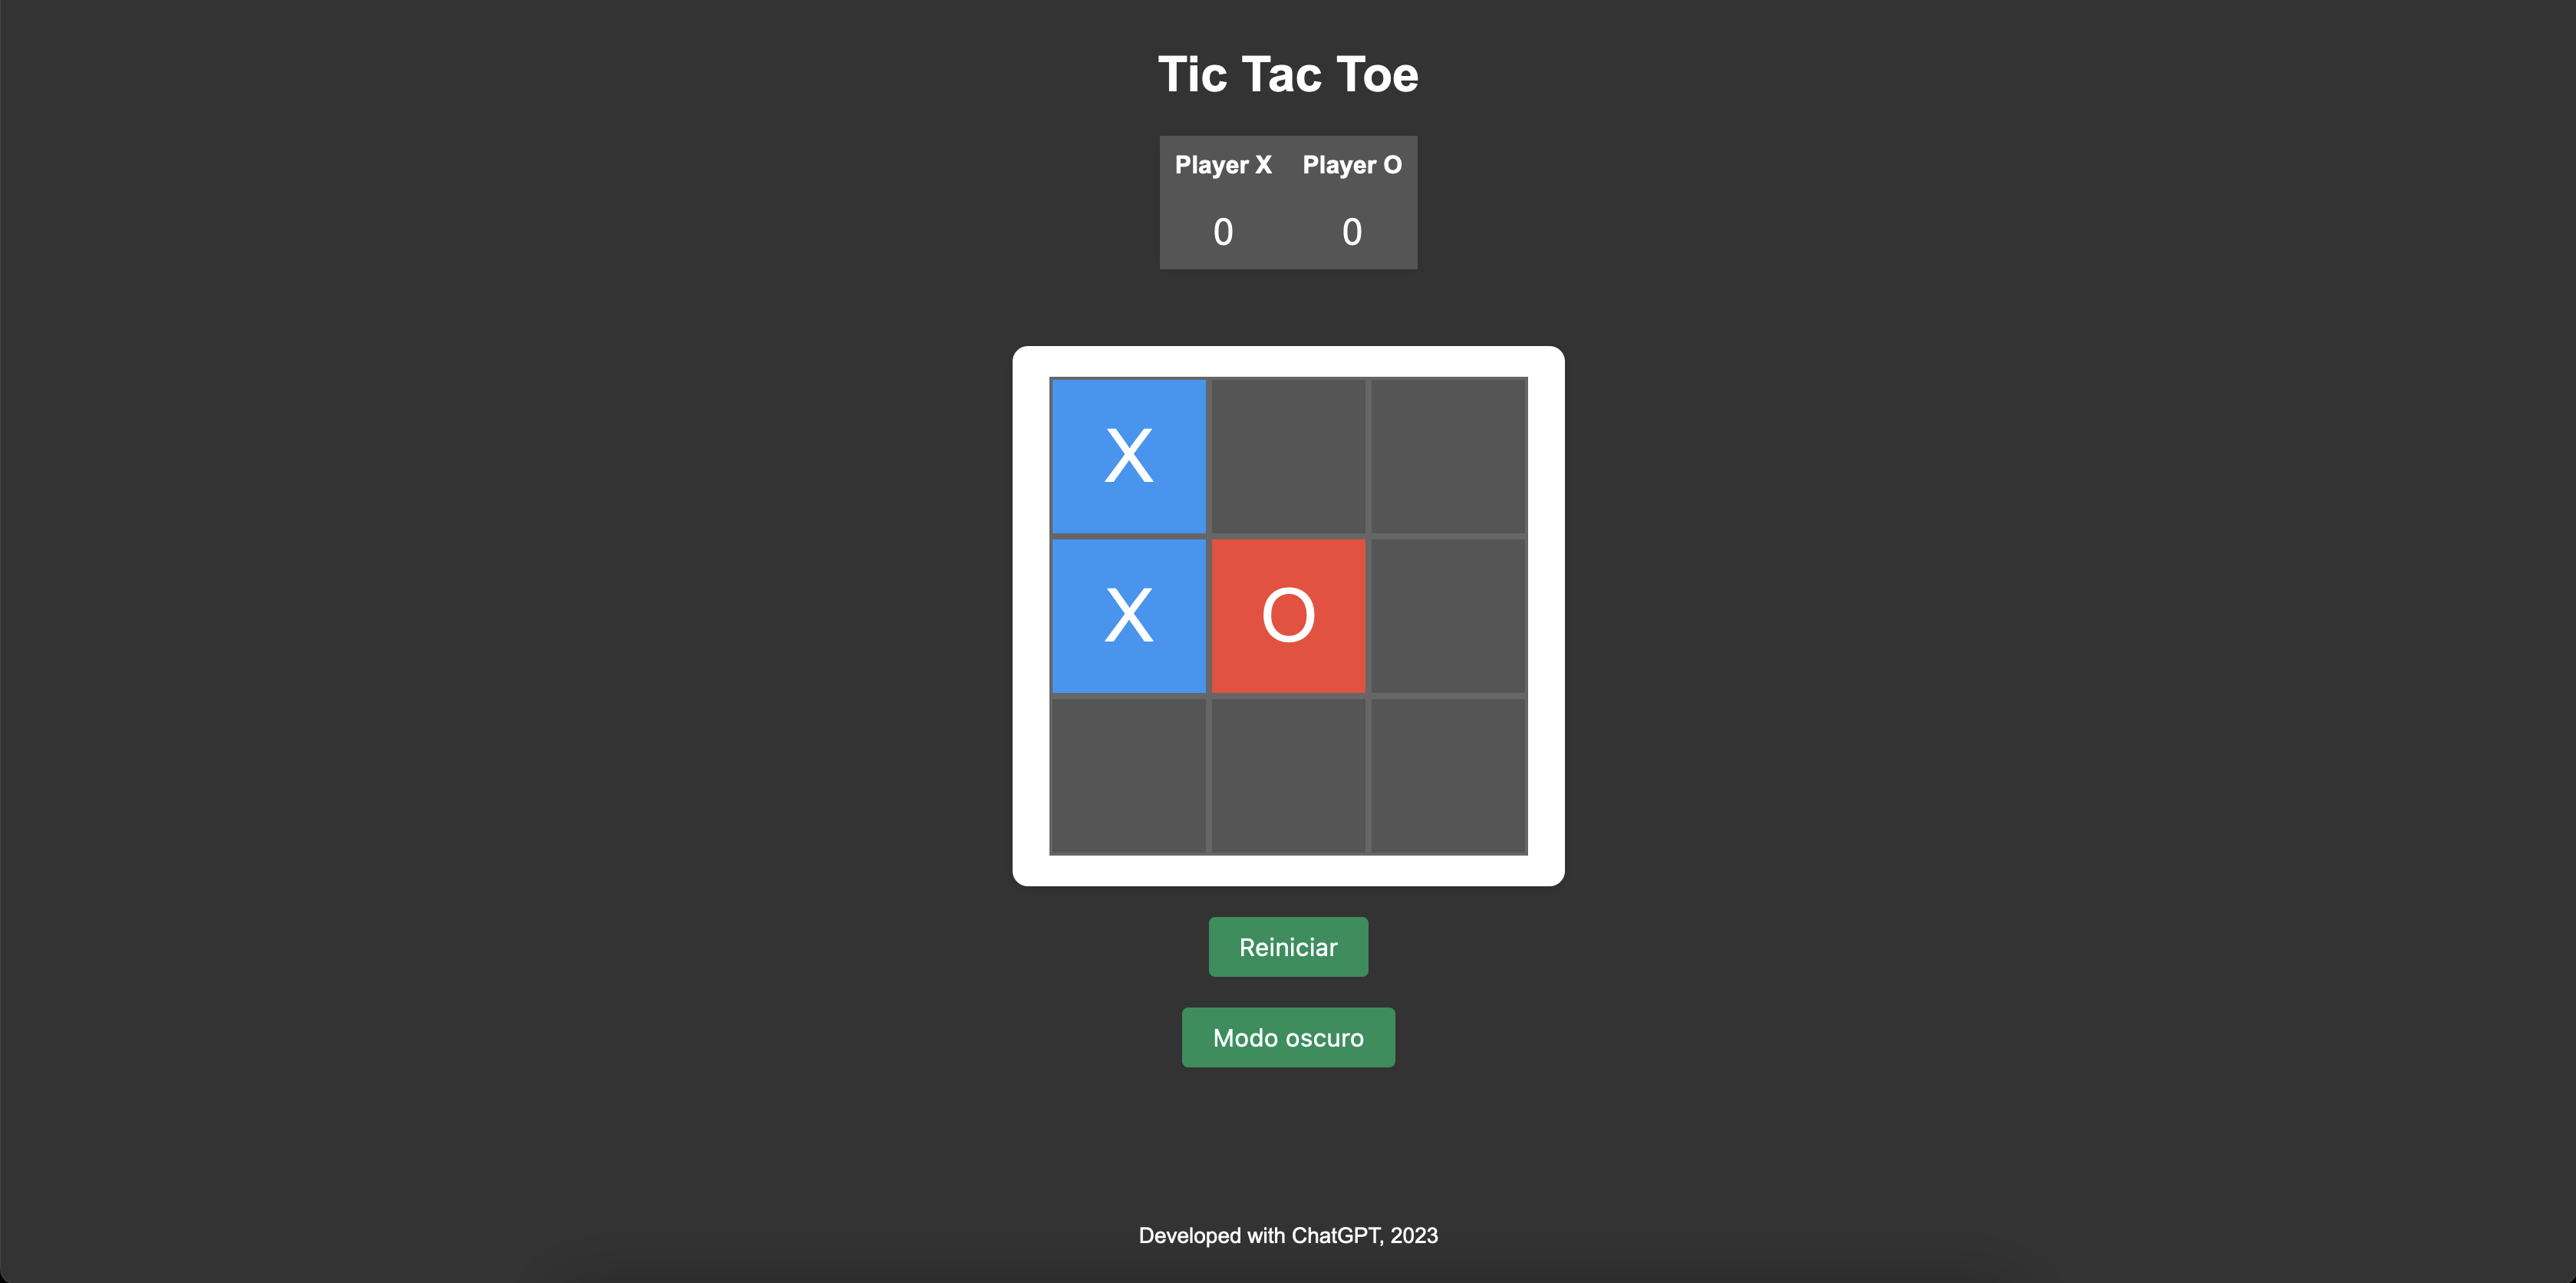 Tic Tac Toe
Player X Player O
0 0
X
X O
Reiniciar
Modo oscuro
Developed with ChatGPT, 2023